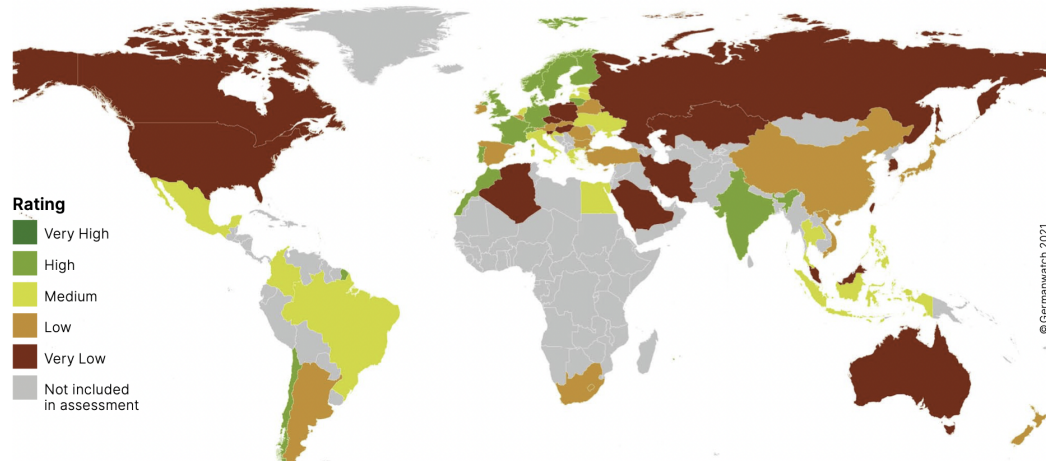 Rating
Very High
High
Medium
Low
Very Low
Not included
in assessment
© Germanwatch 2021